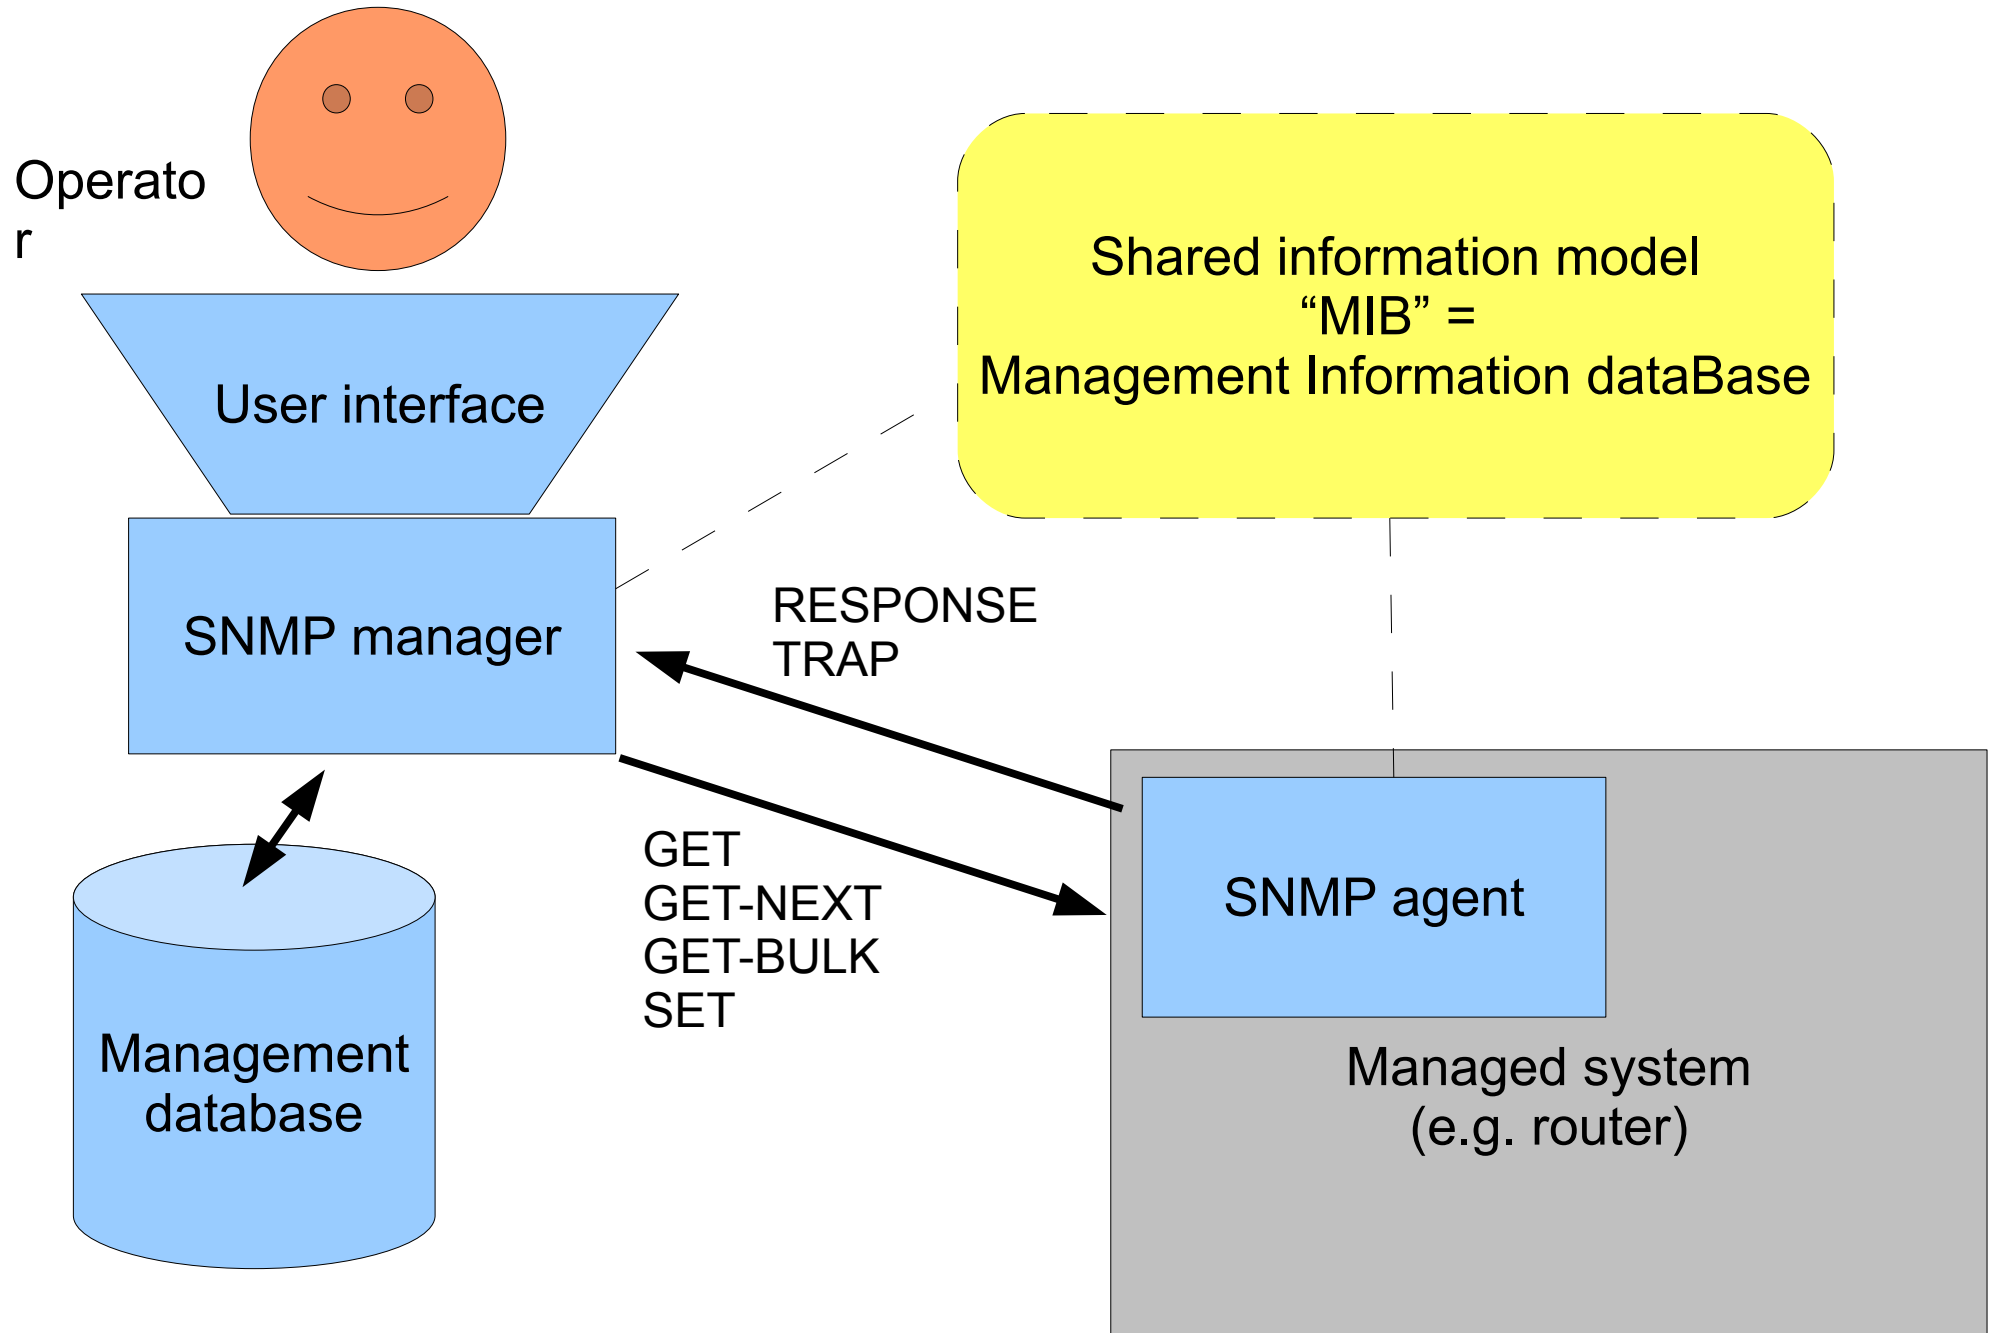 Operato
r
User interface
SNMP manager
Management
database
Shared information model
“MIB” =
Management Information dataBase
RESPONSE
TRAP
GET
GET-NEXT
GET-BULK
SET
SNMP agent
Managed system
(e.g. router)